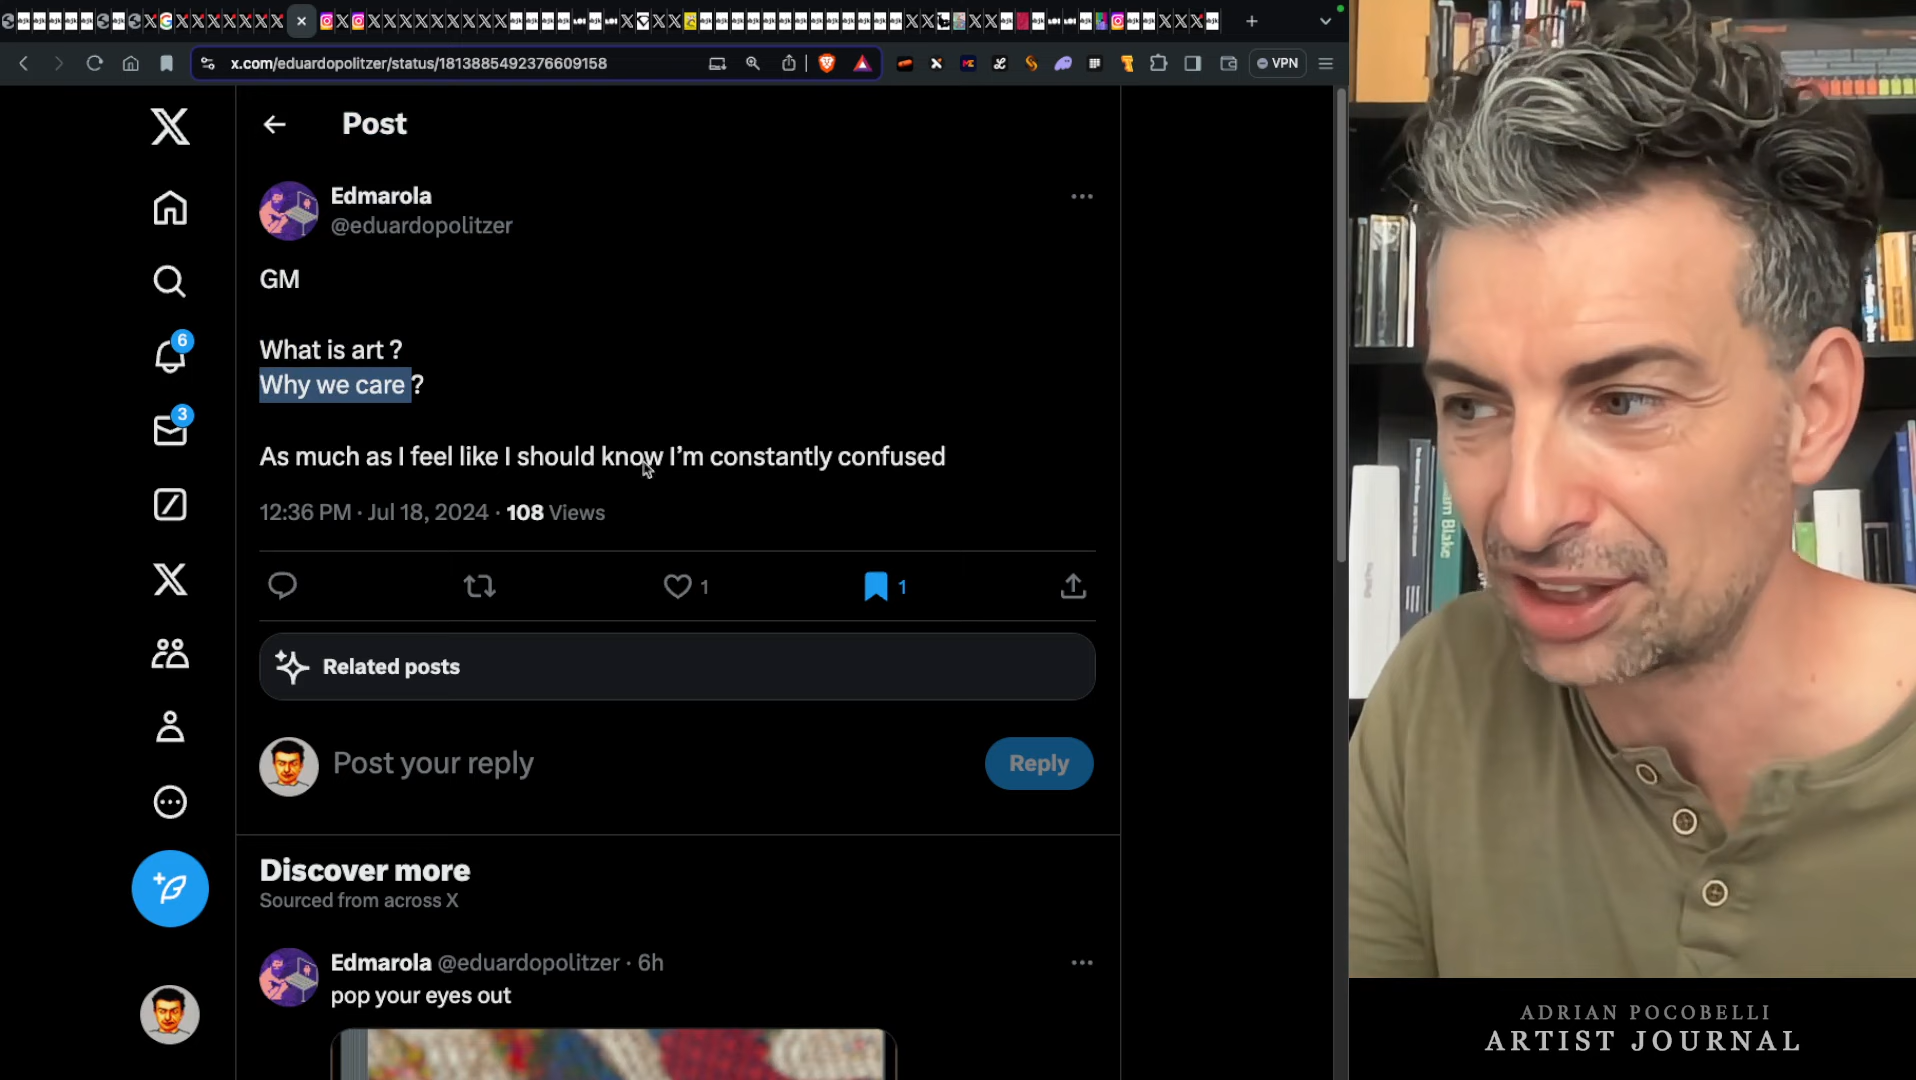 x.com/eduardopolitzer/status/1813885492376609158
VPN
Post
Edmarola
@eduardopolitzer
GM
What is art ?
Why we care ?
As much as I feel like I should know I’m constantly confused
12:36 PM · Jul 18, 2024 · 108 Views
1
1
6
3
Related posts
Post your reply
Reply
Discover more
Sourced from across X
Edmarola @eduardopolitzer · 6h
pop your eyes out
ADRIAN POCOBELLI
ARTIST JOURNAL